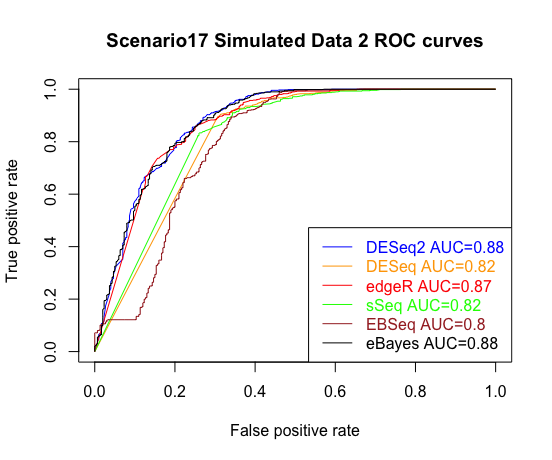 Scenario17 Simulated Data 2 ROC curves
True positive rate
1.0
0.8
0.6
0.4
0.2
0.0
DESeq2 AUC=0.88
DESeq AUC=0.82
edgeR AUC=0.87
sSeq AUC=0.82
EBSeq AUC=0.8
eBayes AUC=0.88
0.0 0.2 0.4 0.6 0.8 1.0
False positive rate